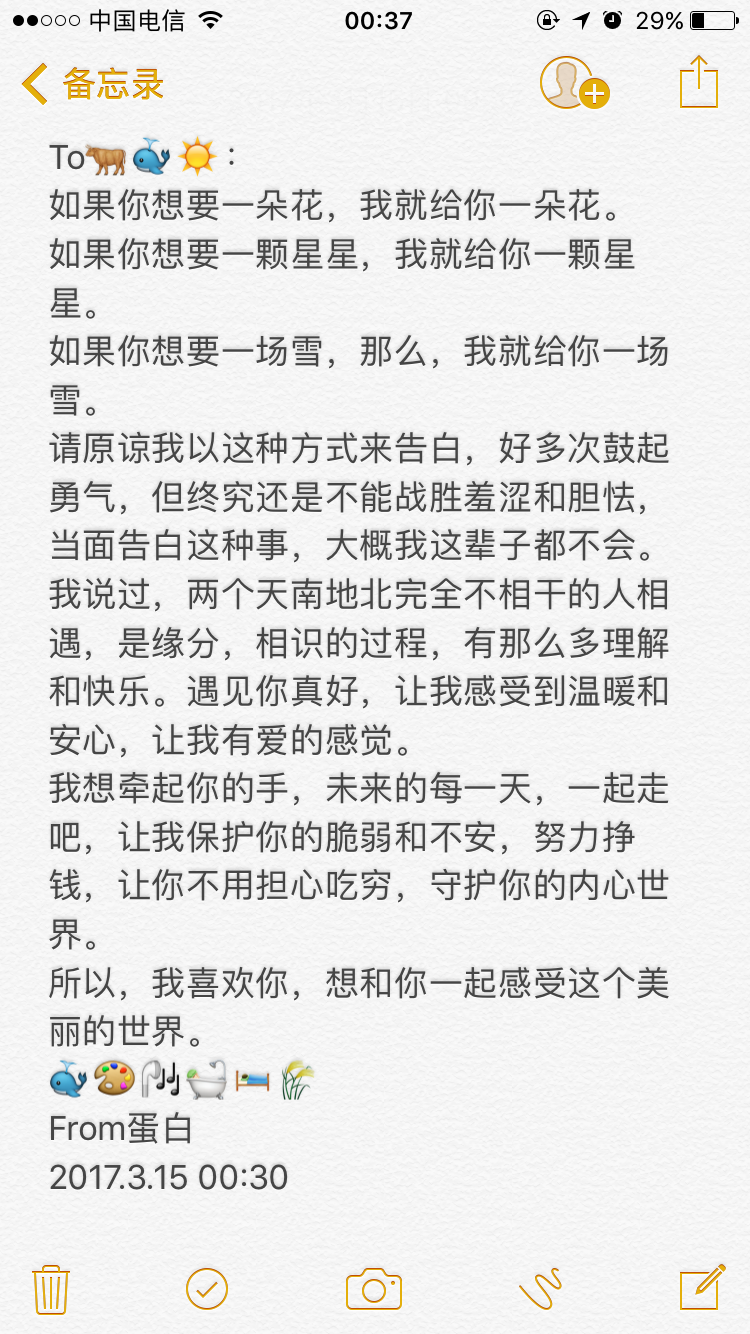 中国电信 00:37 29%
备忘录
To🐂🐳☀️：
如果你想要一朵花，我就给你一朵花。
如果你想要一颗星星，我就给你一颗星
星。
如果你想要一场雪，那么，我就给你一场
雪。
请原谅我以这种方式来告白，好多次鼓起
勇气，但终究还是不能战胜羞涩和胆怯，
当面告白这种事，大概我这辈子都不会。
我说过，两个天南地北完全不相干的人相
遇，是缘分，相识的过程，有那么多理解
和快乐。遇见你真好，让我感受到温暖和
安心，让我有爱的感觉。
我想牵起你的手，未来的每一天，一起走
吧，让我保护你的脆弱和不安，努力挣
钱，让你不用担心吃穷，守护你的内心世
界。
所以，我喜欢你，想和你一起感受这个美
丽的世界。
🐳🎨🎧🛀🛏🌾
From蛋白
2017.3.15 00:30